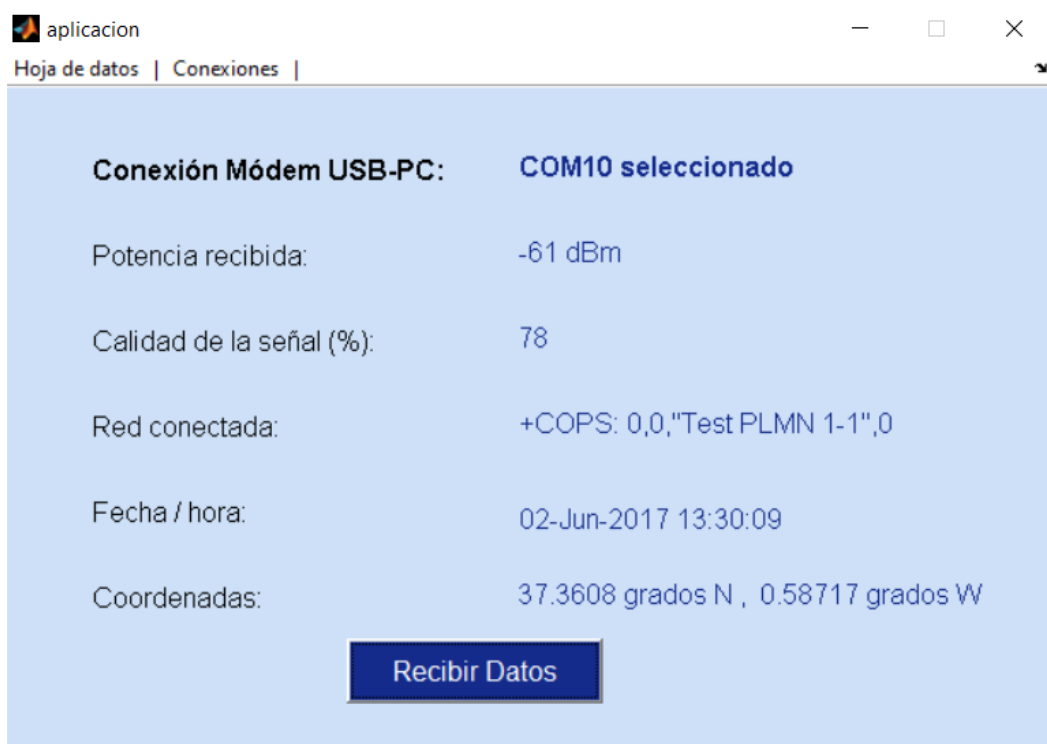 aplicacion
Hoja de datos | Conexiones |
Conexión Módem USB-PC: COM10 seleccionado
Potencia recibida: -61 dBm
Calidad de la señal (%): 78
Red conectada: +COPS: 0,0,"Test PLMN 1-1",0
Fecha / hora: 02-Jun-2017 13:30:09
Coordenadas: 37.3608 grados N , 0.58717 grados W
Recibir Datos